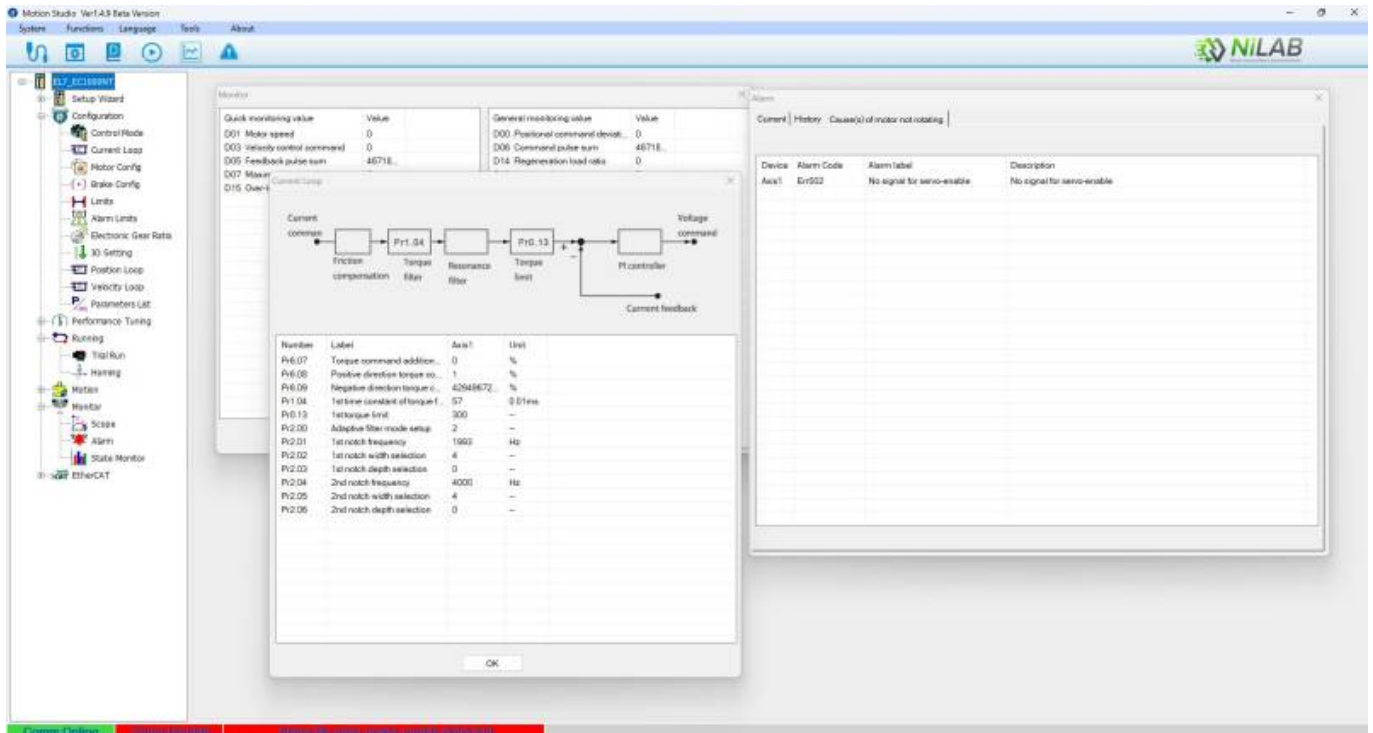 Motion Studio Ver1.4.9 Beta Version
System Functions Language Tools About
NiLAB
EL7_EC1000NT
Setup Wizard
Configuration
Control Mode
Current Loop
Motor Config
Brake Config
Limits
Alarm Limits
Electronic Gear Ratio
IO Setting
Position Loop
Velocity Loop
Parameters List
Performance Tuning
Running
Trial Run
Homing
Motion
Monitor
Scope
Alarm
State Monitor
EtherCAT
Monitor
Quick monitoring value Value
D01 Motor speed 0
D03 Velocity control command 0
D05 Feedback pulse sum 46718...
D07
D15
General monitoring value Value
D00 Positional command deviati... 0
D06 Command pulse sum 46718...
D14 Regeneration load ratio 0
Current Loop
Current
comman
Friction
compensation
Pr1.04
Torque
filter
Resonance
filter
Pr0.13
Torque
limit
+
−
PI controller
Voltage
command
Current feedback
Number Label Axis1 Unit
Pr6.07 Torque command addition... 0 %
Pr6.08 Positive direction torque co... 1 %
Pr6.09 Negative direction torque c... 42949672... %
Pr1.04 1st time constant of torque f... 57 0.01ms
Pr0.13 1st torque limit 300 --
Pr2.00 Adaptive filter mode setup 2 --
Pr2.01 1st notch frequency 1993 Hz
Pr2.02 1st notch width selection 4 --
Pr2.03 1st notch depth selection 0 --
Pr2.04 2nd notch frequency 4000 Hz
Pr2.05 2nd notch width selection 4 --
Pr2.06 2nd notch depth selection 0 --
OK
Alarm
Current History Cause(s) of motor not rotating
Device Alarm Code Alarm label Description
Axis1 Err002 No signal for servo-enable No signal for servo-enable
Comm:Online